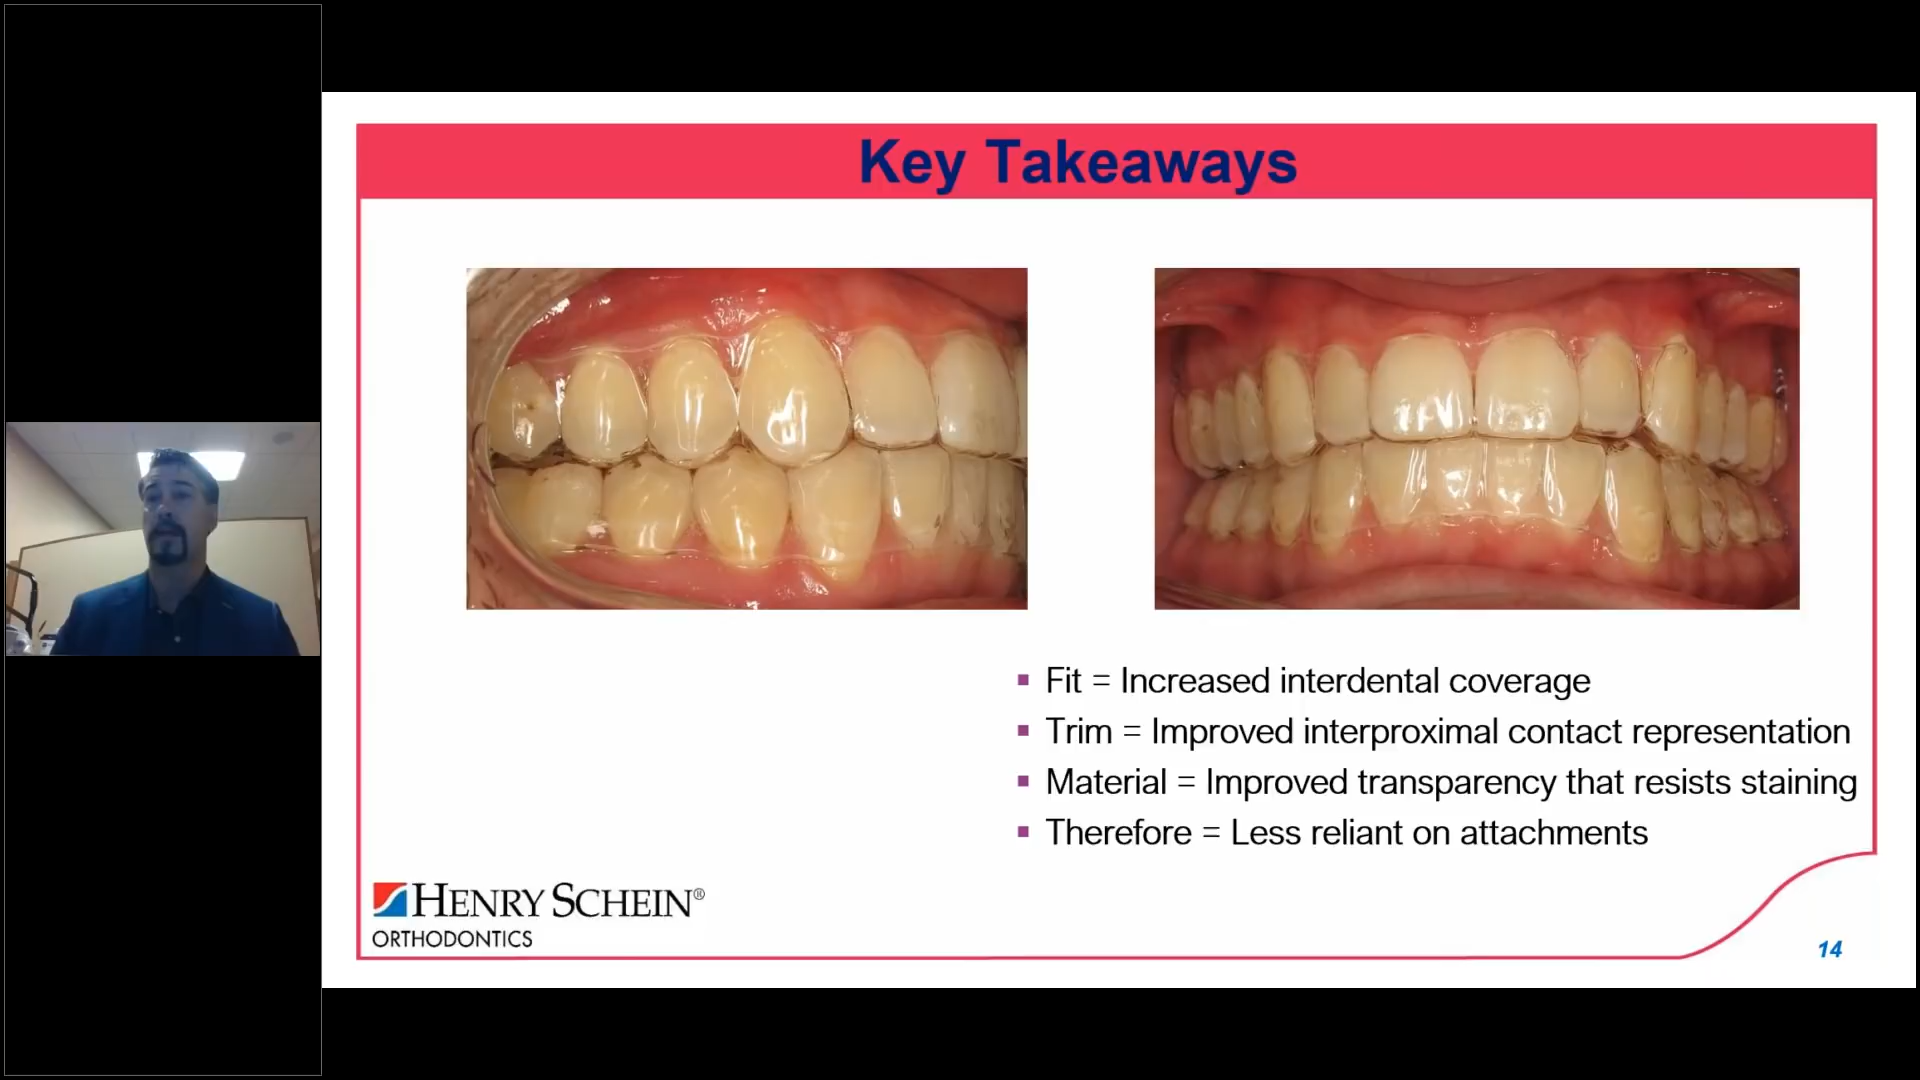 Key Takeaways
▪ Fit = Increased interdental coverage
▪ Trim = Improved interproximal contact representation
▪ Material = Improved transparency that resists staining
▪ Therefore = Less reliant on attachments
HENRY SCHEIN®
ORTHODONTICS
14